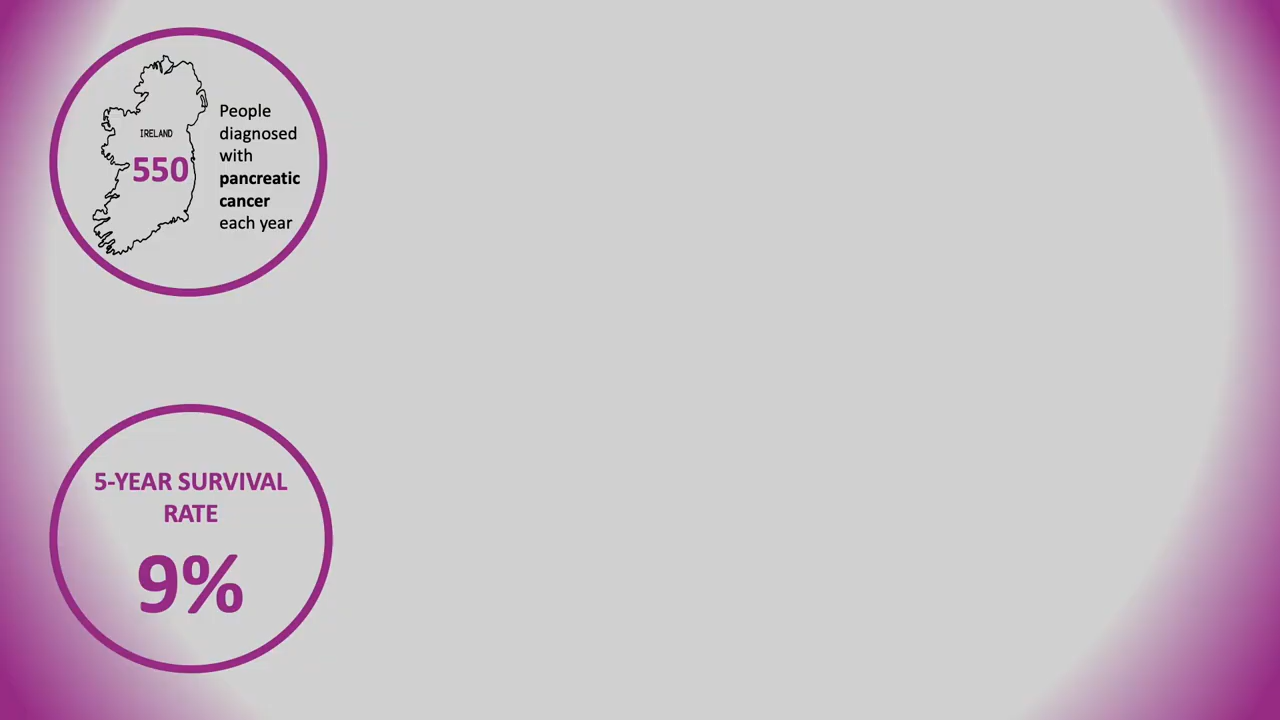 IRELAND
550
People
diagnosed
with
pancreatic
cancer
each year
5-YEAR SURVIVAL
RATE
9%